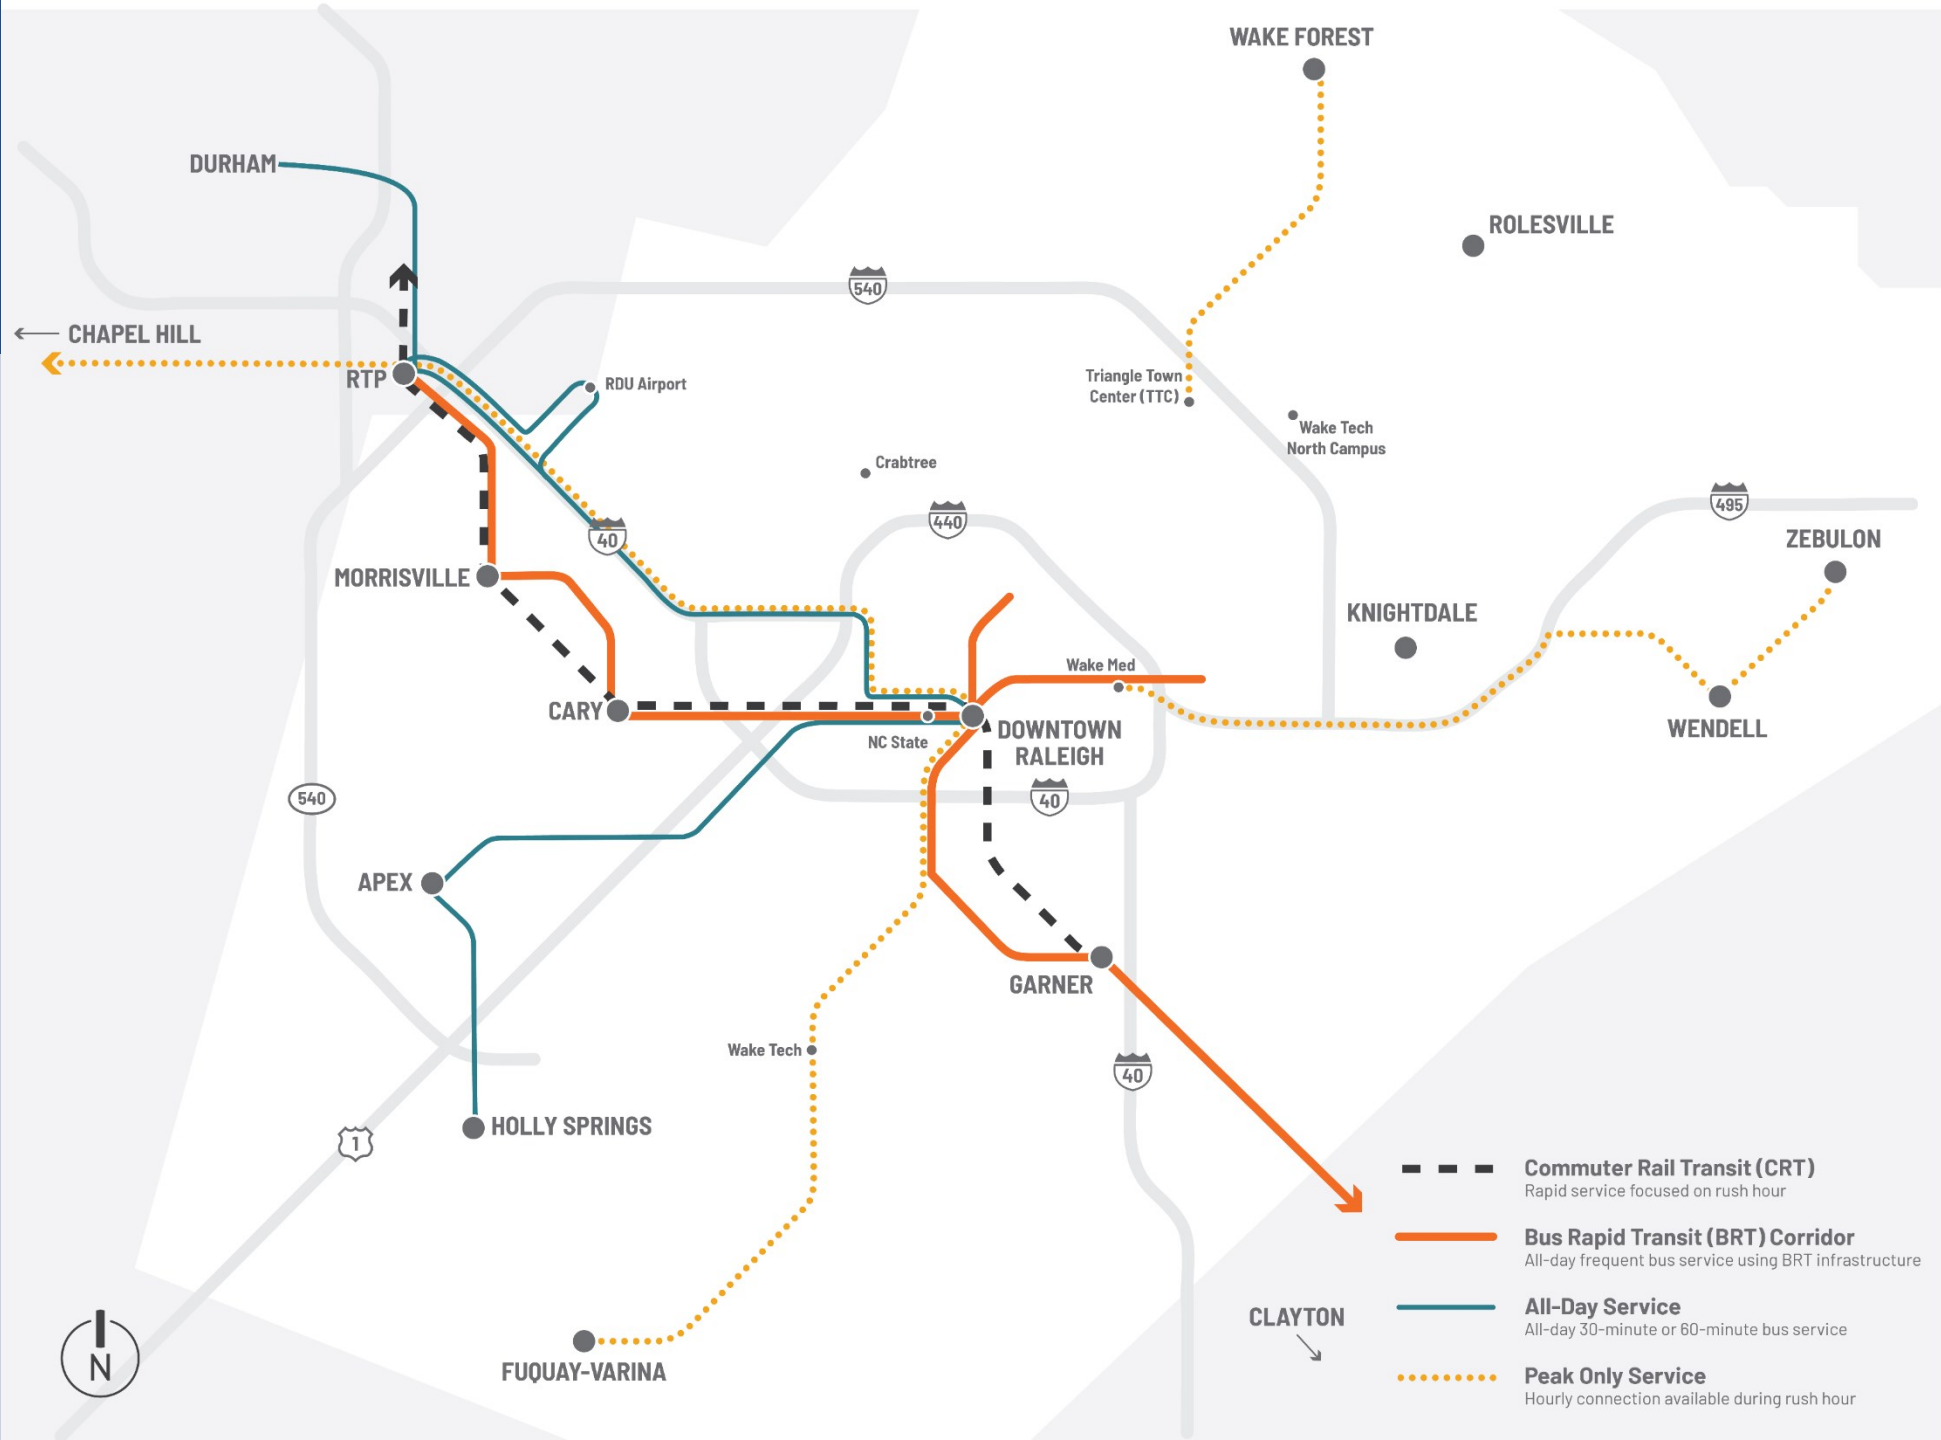 WAKE FOREST
DURHAM
ROLESVILLE
540
CHAPEL HILL
RTP
RDU Airport
Triangle Town
Center (TTC)
Wake Tech
North Campus
Crabtree
440
495
40
ZEBULON
MORRISVILLE
KNIGHTDALE
Wake Med
CARY
NC State
DOWNTOWN
RALEIGH
WENDELL
540
40
APEX
GARNER
Wake Tech
40
HOLLY SPRINGS
1
Commuter Rail Transit (CRT)
Rapid service focused on rush hour
Bus Rapid Transit (BRT) Corridor
All-day frequent bus service using BRT infrastructure
CLAYTON
All-Day Service
All-day 30-minute or 60-minute bus service
N
FUQUAY-VARINA
Peak Only Service
Hourly connection available during rush hour